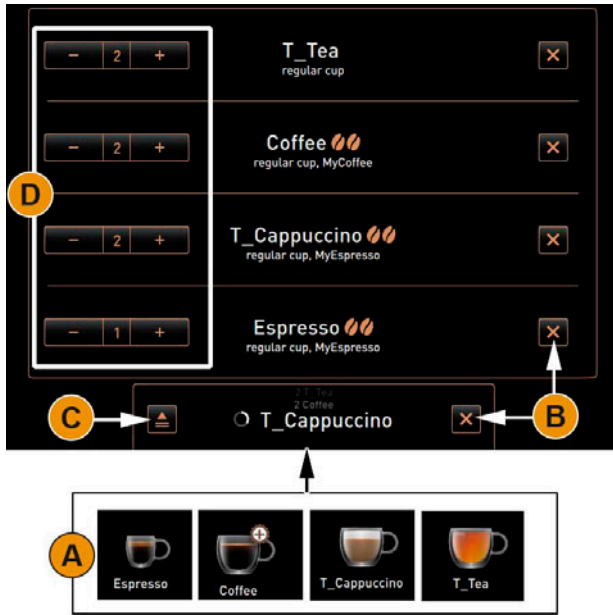 − 2 +
T_Tea
regular cup
×
− 2 +
Coffee
regular cup, MyCoffee
×
D
− 2 +
T_Cappuccino
regular cup, MyEspresso
×
− 1 +
Espresso
regular cup, MyEspresso
×
2 T_Tea
2 Coffee
C
T_Cappuccino
×
B
A
Espresso
Coffee
T_Cappuccino
T_Tea